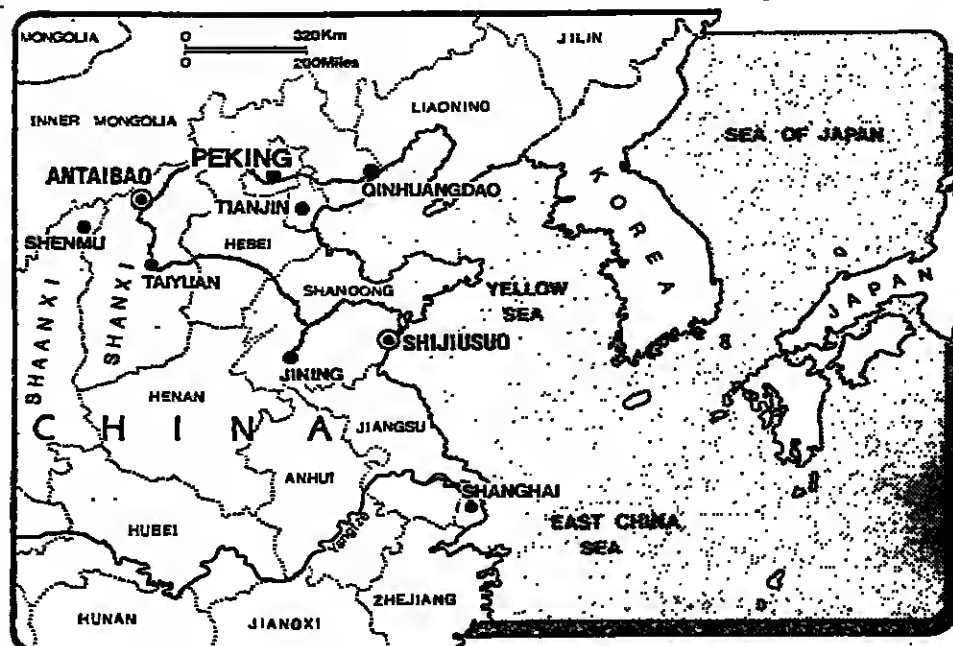 MONGOLIA
0 320Km
0 200Miles
JILIN
LIAONING
INNER MONGOLIA
SEA OF JAPAN
PEKING
ANTAIBAO
QINHUANGDAO
TIANJIN
KOREA
SHENMU
HEBEI
TAIYUAN
SHANDONG
YELLOW
SEA
JAPAN
SHAANXI
SHANXI
SHIJIUSUO
JINING
HENAN
CHINA
JIANGSU
ANHUI
SHANGHAI
EAST CHINA
SEA
HUBEI
Yangtze
ZHEJIANG
HUNAN
JIANGXI